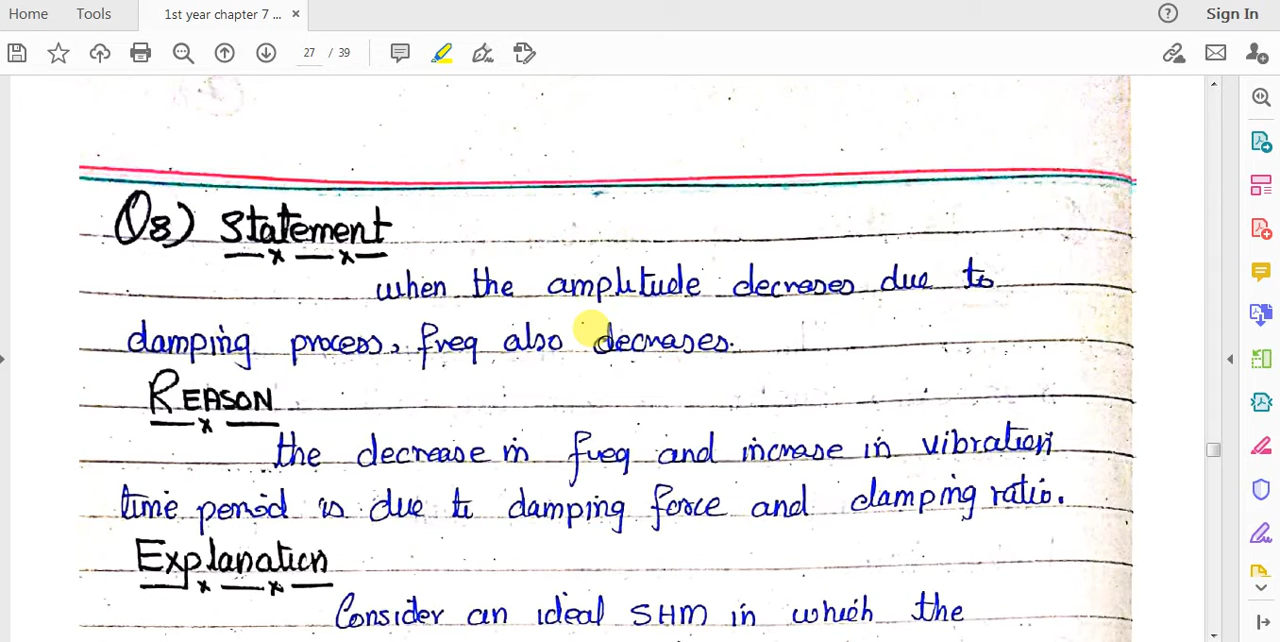 Home Tools 1st year chapter 7 ... × Sign In
27 / 39
Q8) Statement
when the amplitude decreases due to
damping process, freq also decreases.
REASON
the decrease in freq and increase in vibration
time period is due to damping force and damping ratio.
Explanation
Consider an ideal SHM in which the